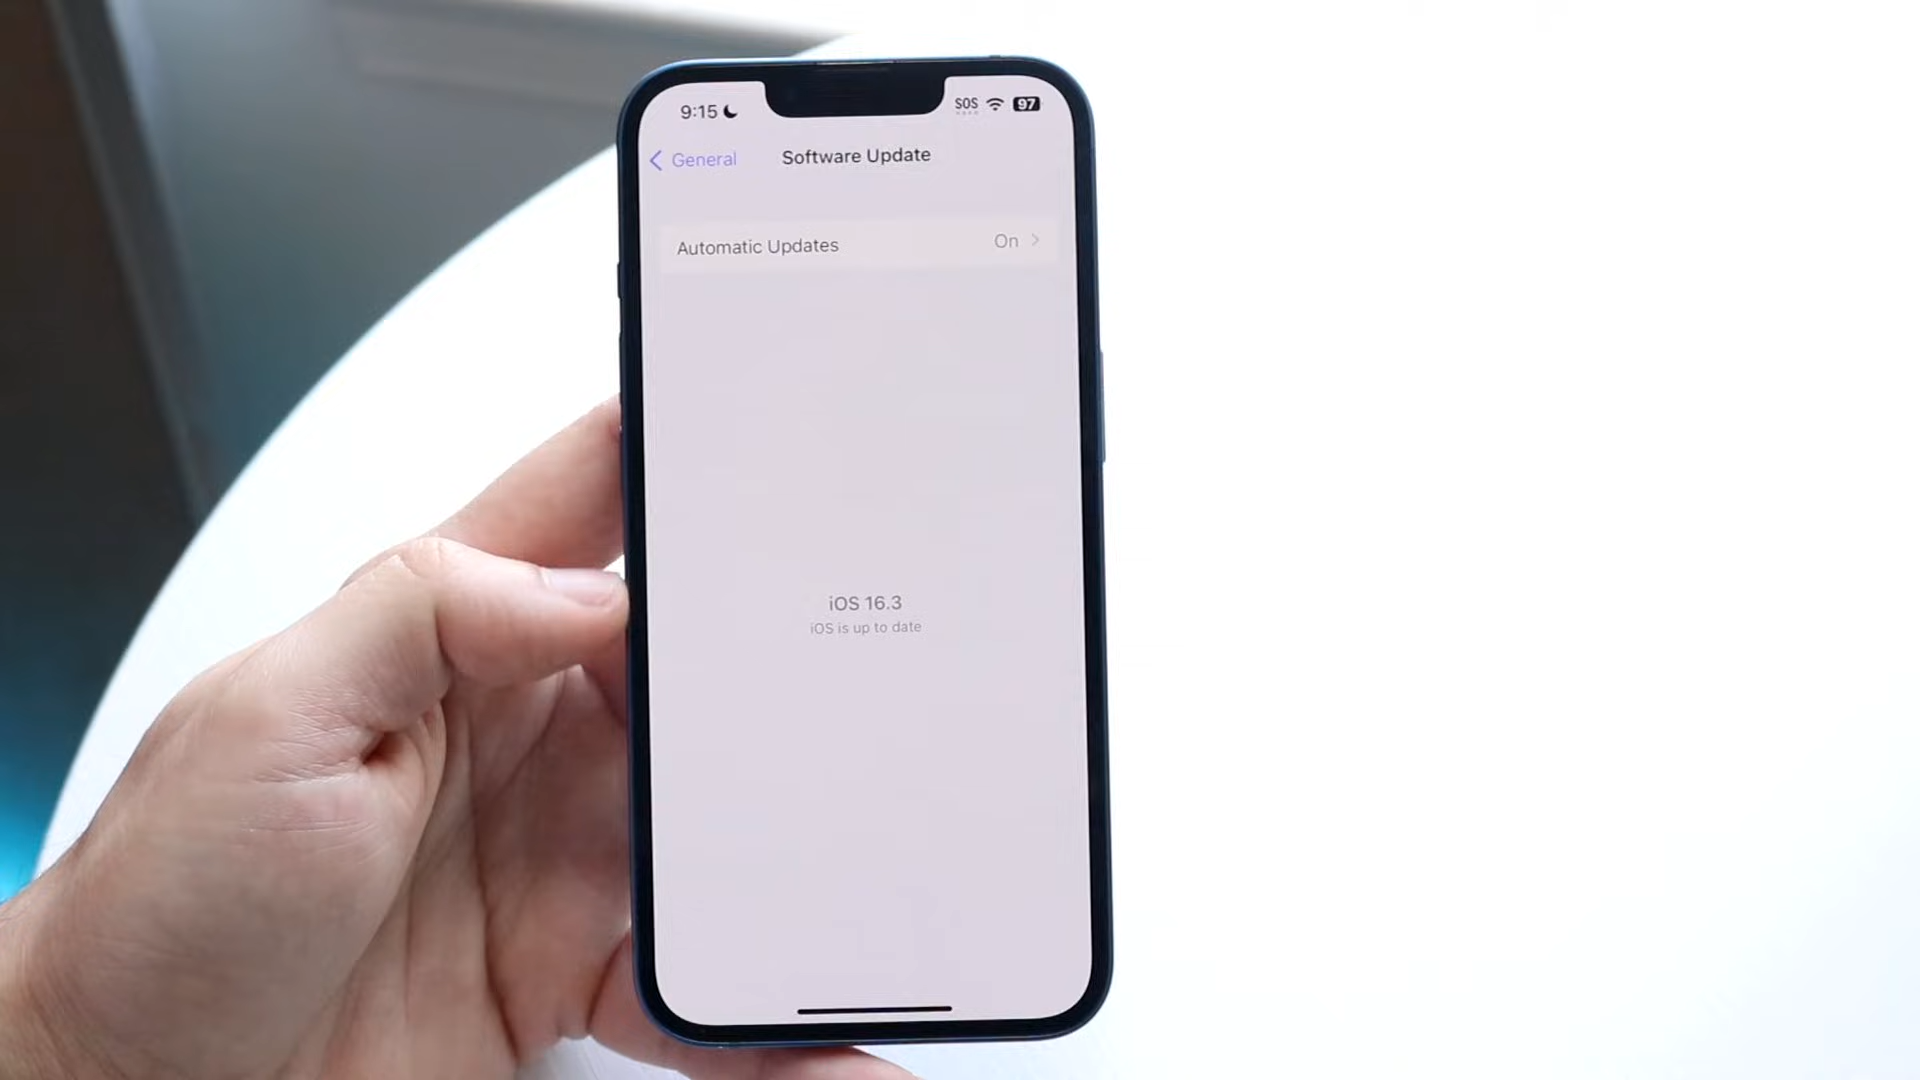 9:15
SOS 97
General
Software Update
Automatic Updates On
iOS 16.3
iOS is up to date